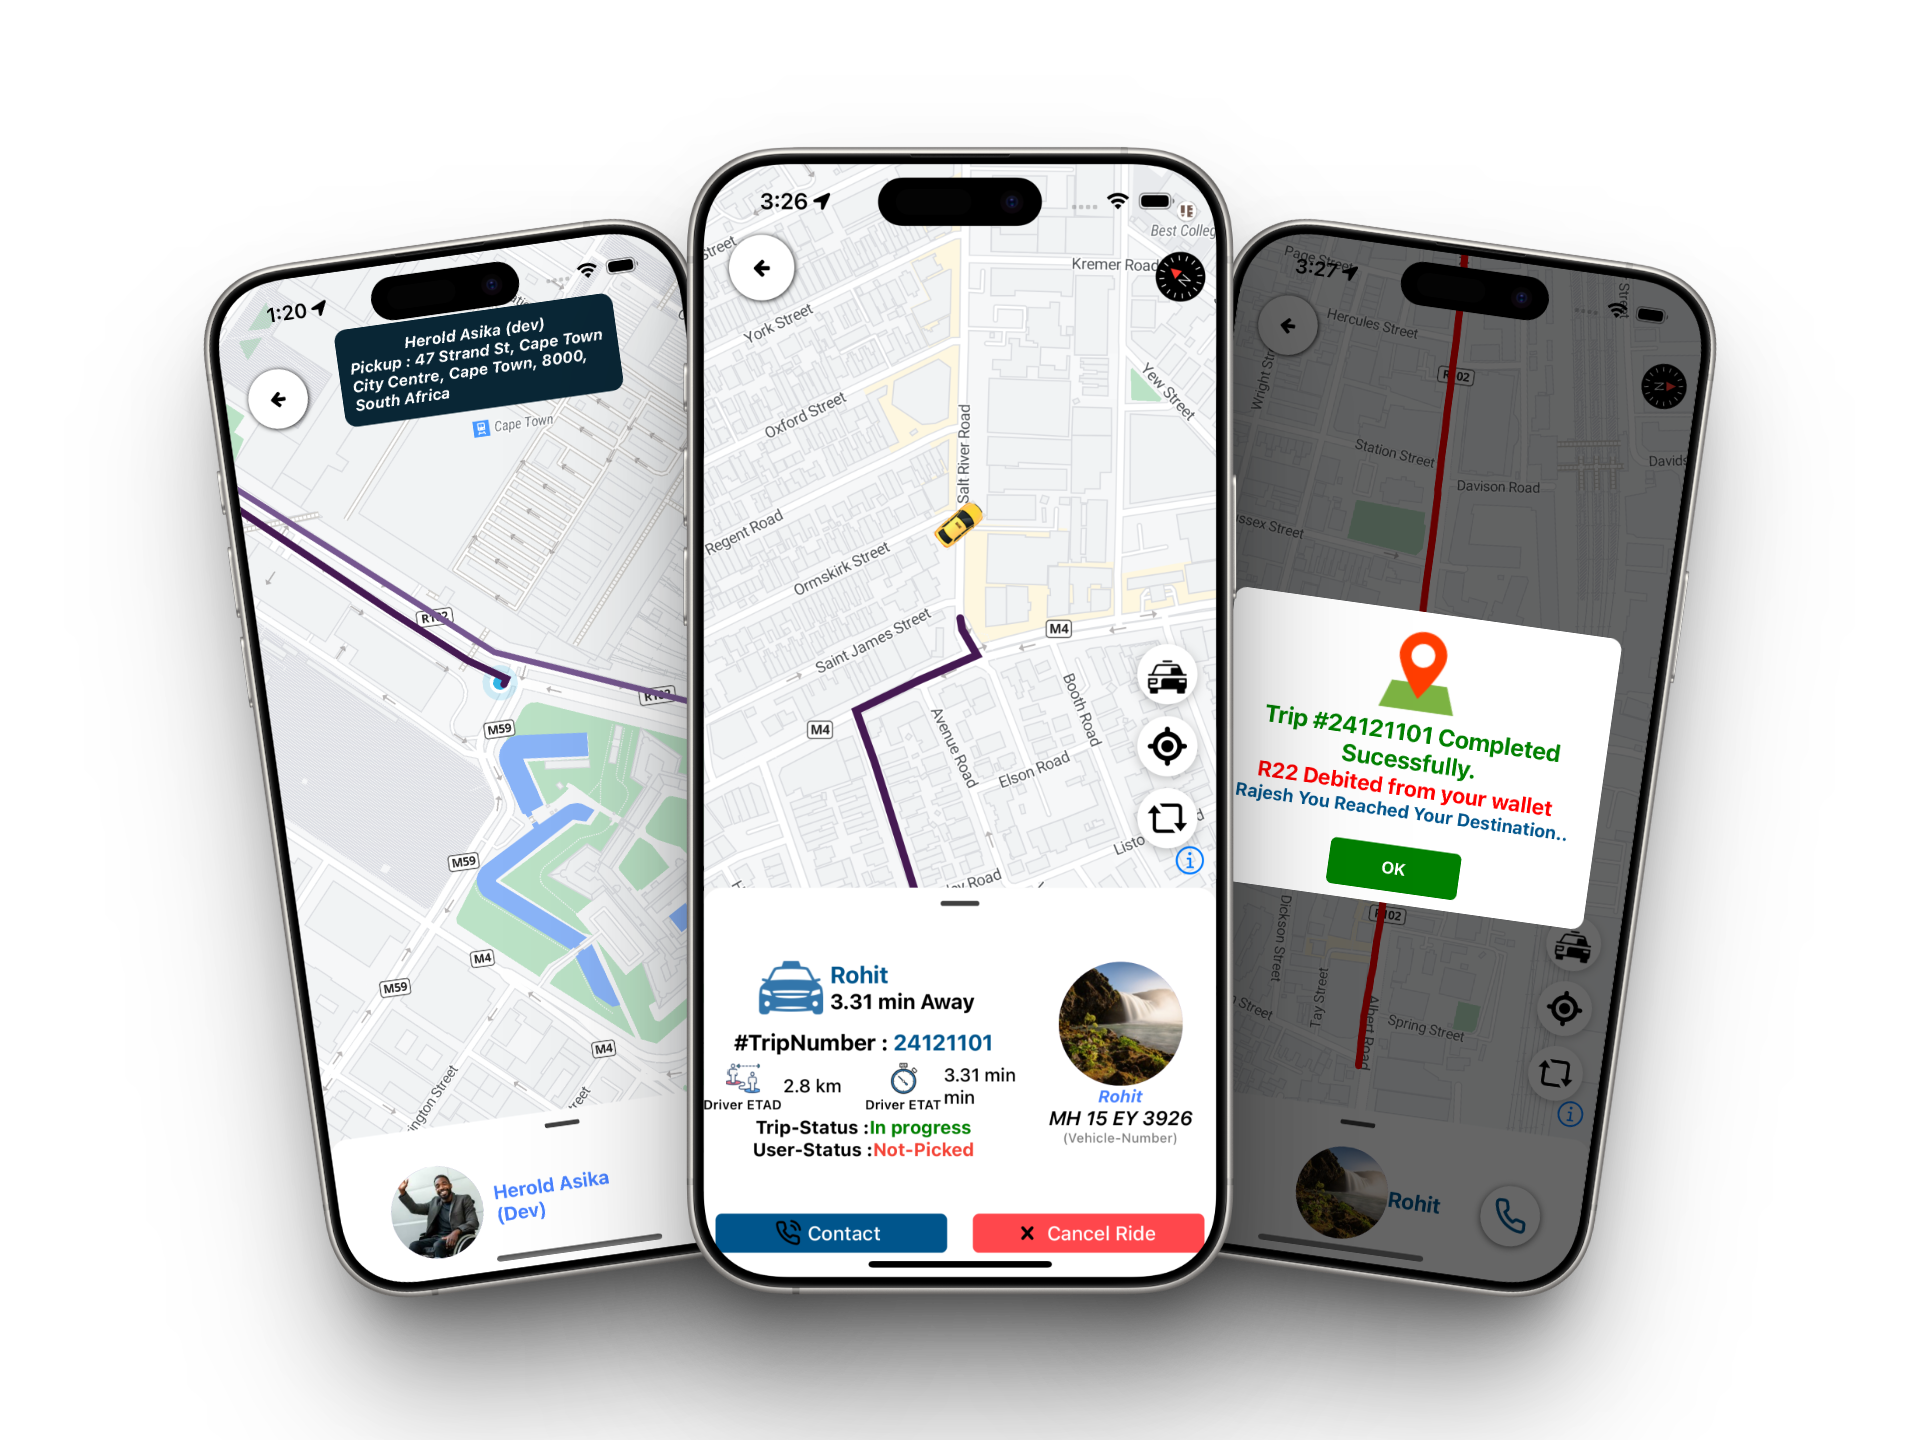 1:20
Herold Asika (dev)
Pickup : 47 Strand St, Cape Town
City Centre, Cape Town, 8000,
South Africa
Cape Town
R102
R102
M59
M59
M4
M59
M4
Herold Asika
(Dev)
3:26
Street
Best Colleg
Kremer Road
N
York Street
Yew Street
Oxford Street
Salt River Road
Regent Road
Ormskirk Street
Saint James Street
M4
M4
Booth Road
Avenue Road
Elson Road
Listo
Road
Rohit
3.31 min Away
#TripNumber : 24121101
2.8 km
3.31 min
min
Driver ETAD
Driver ETAT
Trip-Status :In progress
User-Status :Not-Picked
Rohit
MH 15 EY 3926
(Vehicle-Number)
Contact
Cancel Ride
3:27
Page Street
Hercules Street
Wright Str
R102
N
Station Street
Davison Road
Davids
ssex Street
Trip #24121101 Completed
Sucessfully.
R22 Debited from your wallet
Rajesh You Reached Your Destination..
OK
R102
Dickson Street
Tay Street
Albert Road
Spring Street
Street
Rohit